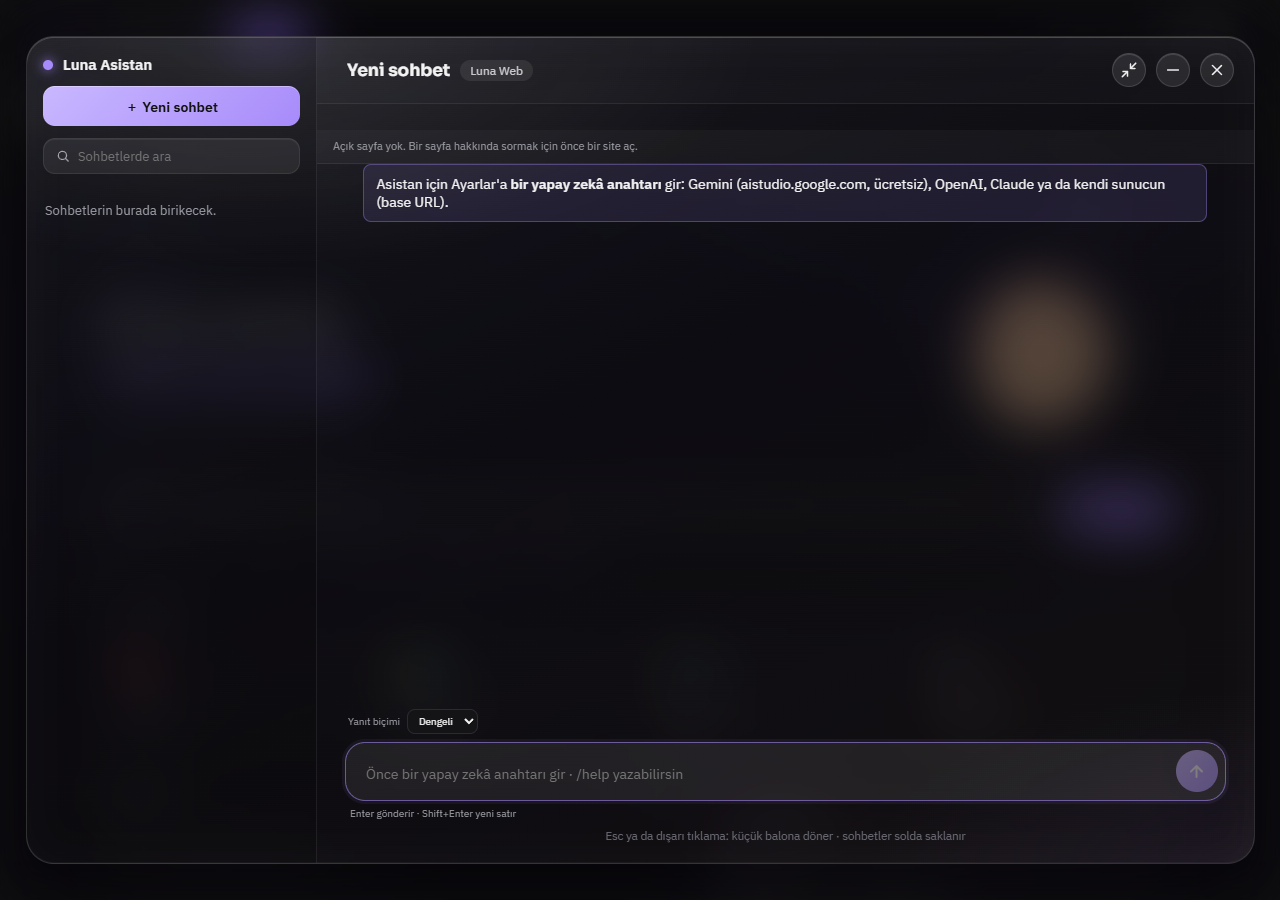 Luna Asistan
+ Yeni sohbet
Sohbetlerde ara
Sohbetlerin burada birikecek.
Yeni sohbet
Luna Web
Açık sayfa yok. Bir sayfa hakkında sormak için önce bir site aç.
Asistan için Ayarlar'a bir yapay zekâ anahtarı gir: Gemini (aistudio.google.com, ücretsiz), OpenAI, Claude ya da kendi sunucun
(base URL).
Yanıt biçimi
Dengeli
Önce bir yapay zekâ anahtarı gir · /help yazabilirsin
Enter gönderir · Shift+Enter yeni satır
Esc ya da dışarı tıklama: küçük balona döner · sohbetler solda saklanır